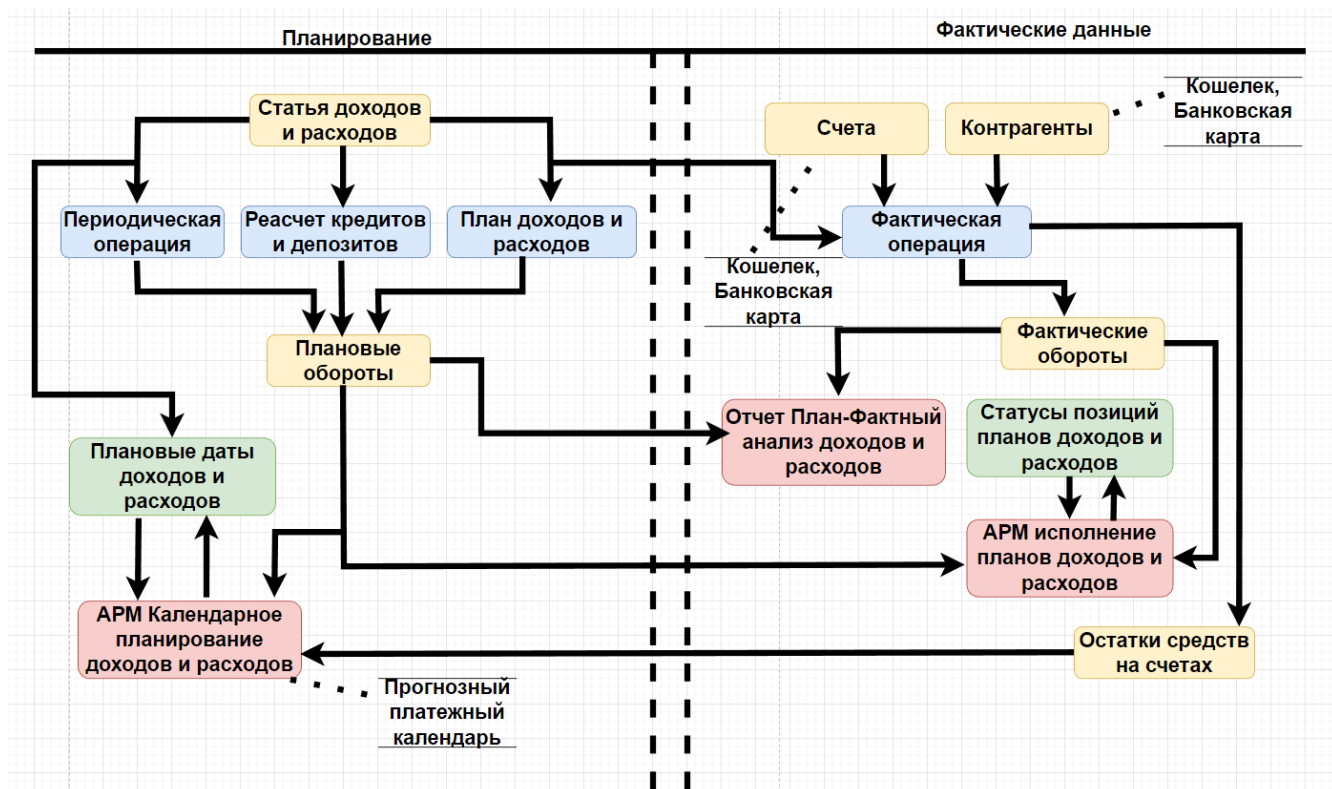 Планирование
Фактические данные
Статья доходов
и расходов
Счета
Контрагенты
Кошелек,
Банковская
карта
Периодическая
операция
Реасчет кредитов
и депозитов
План доходов и
расходов
Фактическая
операция
Кошелек,
Банковская
карта
Плановые
обороты
Фактические
обороты
Отчет План-Фактный
анализ доходов и
расходов
Статусы позиций
планов доходов и
расходов
Плановые даты
доходов и
расходов
АРМ исполнение
планов доходов и
расходов
АРМ Календарное
планирование
доходов и расходов
Остатки средств
на счетах
Прогнозный
платежный
календарь